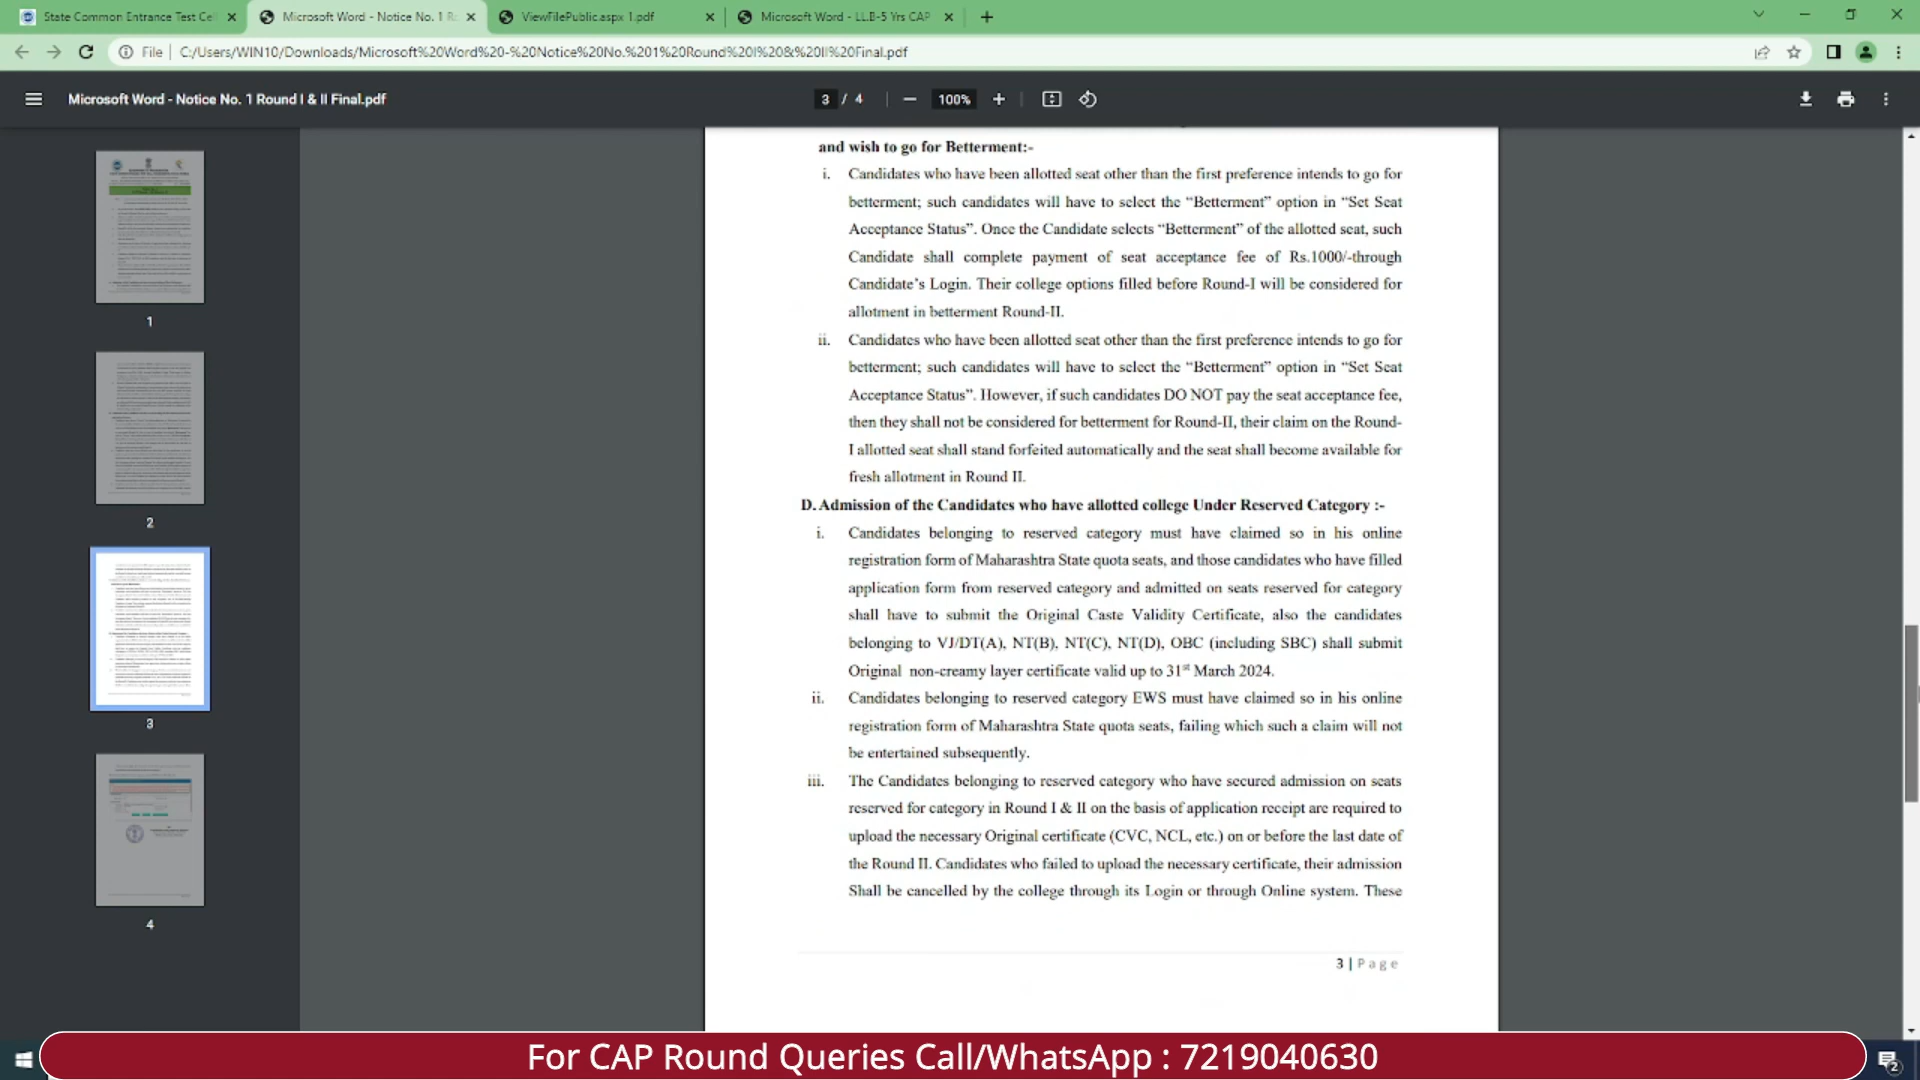 State Common Entrance Test Cel
Microsoft Word - Notice No. 1 R
ViewFilePublic.aspx 1.pdf
Microsoft Word - LL.B-5 Yrs CAP
File | C:/Users/WIN10/Downloads/Microsoft%20Word%20-%20Notice%20No.%201%20Round%20I%20&%20II%20Final.pdf
Microsoft Word - Notice No. 1 Round I & II Final.pdf
3 / 4
100%
and wish to go for Betterment:-
i. Candidates who have been allotted seat other than the first preference intends to go for
betterment; such candidates will have to select the “Betterment” option in “Set Seat
Acceptance Status”. Once the Candidate selects “Betterment” of the allotted seat, such
Candidate shall complete payment of seat acceptance fee of Rs.1000/-through
Candidate’s Login. Their college options filled before Round-I will be considered for
allotment in betterment Round-II.
ii. Candidates who have been allotted seat other than the first preference intends to go for
betterment; such candidates will have to select the “Betterment” option in “Set Seat
Acceptance Status”. However, if such candidates DO NOT pay the seat acceptance fee,
then they shall not be considered for betterment for Round-II, their claim on the Round-
I allotted seat shall stand forfeited automatically and the seat shall become available for
fresh allotment in Round II.
D. Admission of the Candidates who have allotted college Under Reserved Category :-
i. Candidates belonging to reserved category must have claimed so in his online
registration form of Maharashtra State quota seats, and those candidates who have filled
application form from reserved category and admitted on seats reserved for category
shall have to submit the Original Caste Validity Certificate, also the candidates
belonging to VJ/DT(A), NT(B), NT(C), NT(D), OBC (including SBC) shall submit
Original non-creamy layer certificate valid up to 31st March 2024.
ii. Candidates belonging to reserved category EWS must have claimed so in his online
registration form of Maharashtra State quota seats, failing which such a claim will not
be entertained subsequently.
iii. The Candidates belonging to reserved category who have secured admission on seats
reserved for category in Round I & II on the basis of application receipt are required to
upload the necessary Original certificate (CVC, NCL, etc.) on or before the last date of
the Round II. Candidates who failed to upload the necessary certificate, their admission
Shall be cancelled by the college through its Login or through Online system. These
3 | Page
1
2
3
4
For CAP Round Queries Call/WhatsApp : 7219040630
2